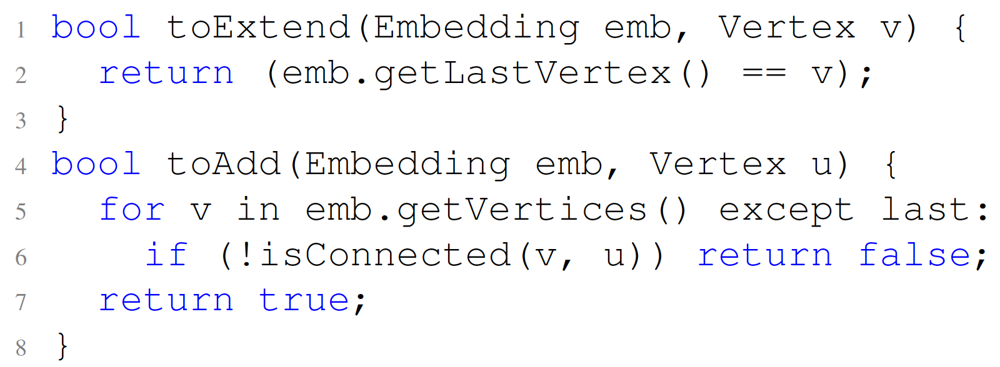 1 bool toExtend(Embedding emb, Vertex v) {
2   return (emb.getLastVertex() == v);
3 }
4 bool toAdd(Embedding emb, Vertex u) {
5   for v in emb.getVertices() except last:
6     if (!isConnected(v, u)) return false;
7   return true;
8 }